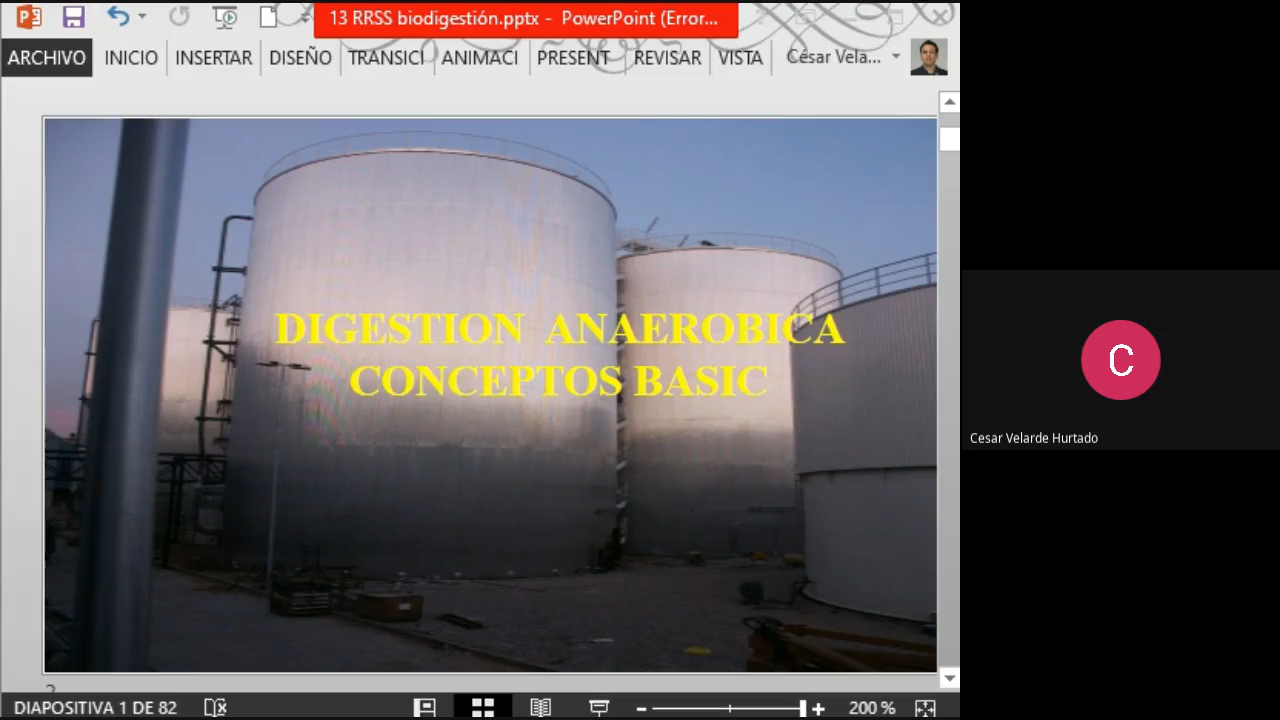 13 RRSS biodigestión.pptx - PowerPoint (Error...
ARCHIVO INICIO INSERTAR DISEÑO TRANSICI ANIMACI PRESENT REVISAR VISTA César Vela...
DIGESTION ANAEROBICA
CONCEPTOS BASIC
C
Cesar Velarde Hurtado
2
DIAPOSITIVA 1 DE 82 200 %